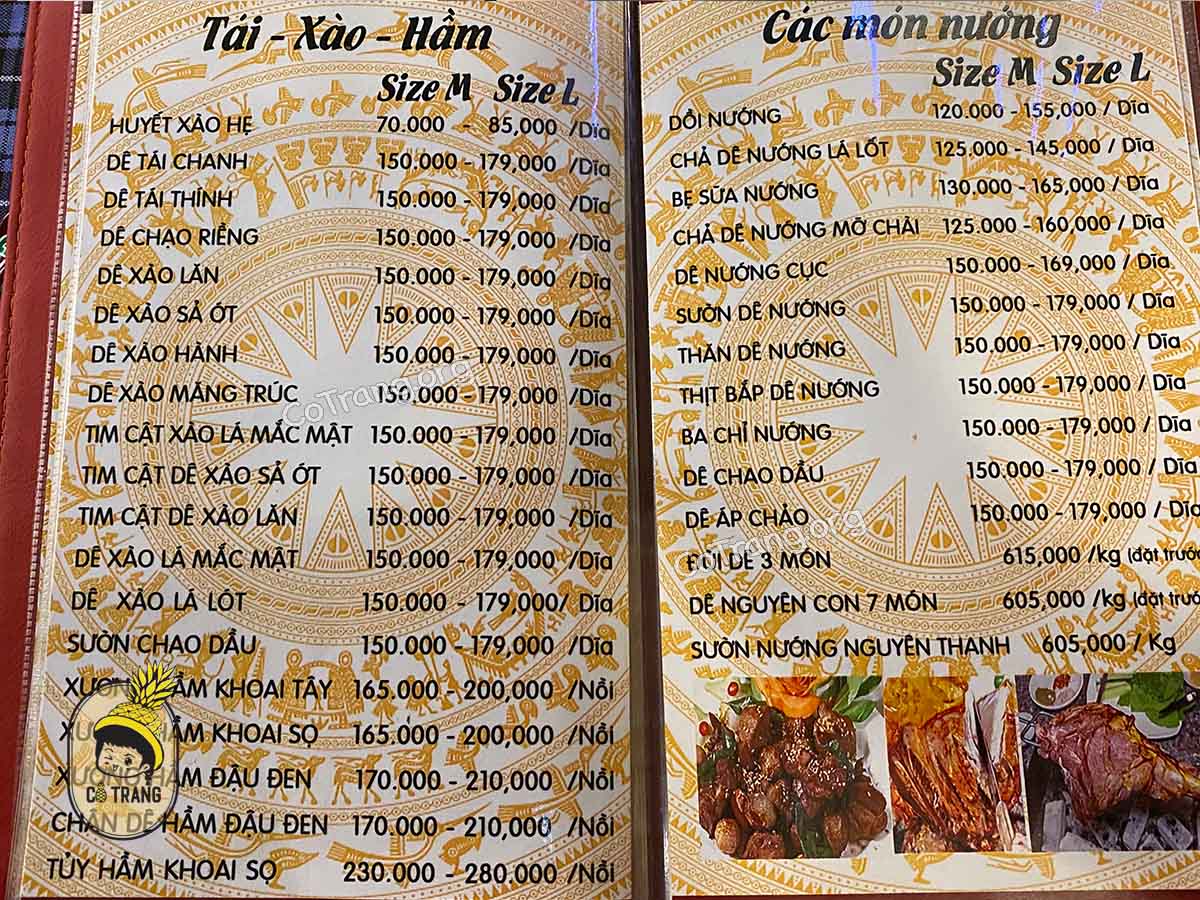 Tái - Xào - Hầm
Size M Size L
HUYẾT XÀO HẸ 70.000 - 85,000 /Dĩa
DÊ TÁI CHANH 150.000 - 179,000 /Dĩa
DÊ TÁI THÍNH 150.000 - 179,000 /Dĩa
DÊ CHẠO RIỀNG 150.000 - 179,000 /Dĩa
DÊ XÀO LĂN 150.000 - 179,000 /Dĩa
DÊ XÀO SẢ ỚT 150.000 - 179,000 /Dĩa
DÊ XÀO HÀNH 150.000 - 179,000 /Dĩa
DÊ XÀO MĂNG TRÚC 150.000 - 179,000 /Dĩa
TIM CẬT XÀO LÁ MẮC MẬT 150.000 - 179,000 /Dĩa
TIM CẬT DÊ XÀO SẢ ỚT 150.000 - 179,000 /Dĩa
TIM CẬT DÊ XÀO LĂN 150.000 - 179,000 /Dĩa
DÊ XÀO LÁ MẮC MẬT 150.000 - 179,000 /Dĩa
DÊ XÀO LÁ LỐT 150.000 - 179,000/ Dĩa
SƯỜN CHAO DẦU 150.000 - 179,000 /Dĩa
XƯƠNG HẦM KHOAI TÂY 165.000 - 200,000 /Nồi
XƯƠNG HẦM KHOAI SỌ 165.000 - 200,000 /Nồi
XƯƠNG HẦM ĐẬU ĐEN 170.000 - 210,000 /Nồi
CHÂN DÊ HẦM ĐẬU ĐEN 170.000 - 210,000 /Nồi
TỦY HẦM KHOAI SỌ 230.000 - 280.000 /Nồi
CÔ TRANG
CoTrang.org
Các món nướng
Size M Size L
DỒI NƯỚNG 120.000 - 155,000 / Dĩa
CHẢ DÊ NƯỚNG LÁ LỐT 125.000 - 145,000 / Dĩa
BẸ SỮA NƯỚNG 130.000 - 165,000 / Dĩa
CHẢ DÊ NƯỚNG MỠ CHÀI 125.000 - 160,000 / Dĩa
DÊ NƯỚNG CỤC 150.000 - 169,000 / Dĩa
SƯỜN DÊ NƯỚNG 150.000 - 179,000 / Dĩa
THĂN DÊ NƯỚNG 150.000 - 179,000 / Dĩa
THỊT BẮP DÊ NƯỚNG 150.000 - 179,000 / Dĩa
BA CHỈ NƯỚNG 150.000 - 179,000 / Dĩa
DÊ CHAO DẦU 150.000 - 179,000 / Dĩa
DÊ ÁP CHẢO 150.000 - 179,000 / Dĩa
ĐÙI DÊ 3 MÓN 615,000 /kg (đặt trước
DÊ NGUYÊN CON 7 MÓN 605,000 /kg (đặt trước
SƯỜN NƯỚNG NGUYÊN THANH 605,000 / Kg
CoTrang.org